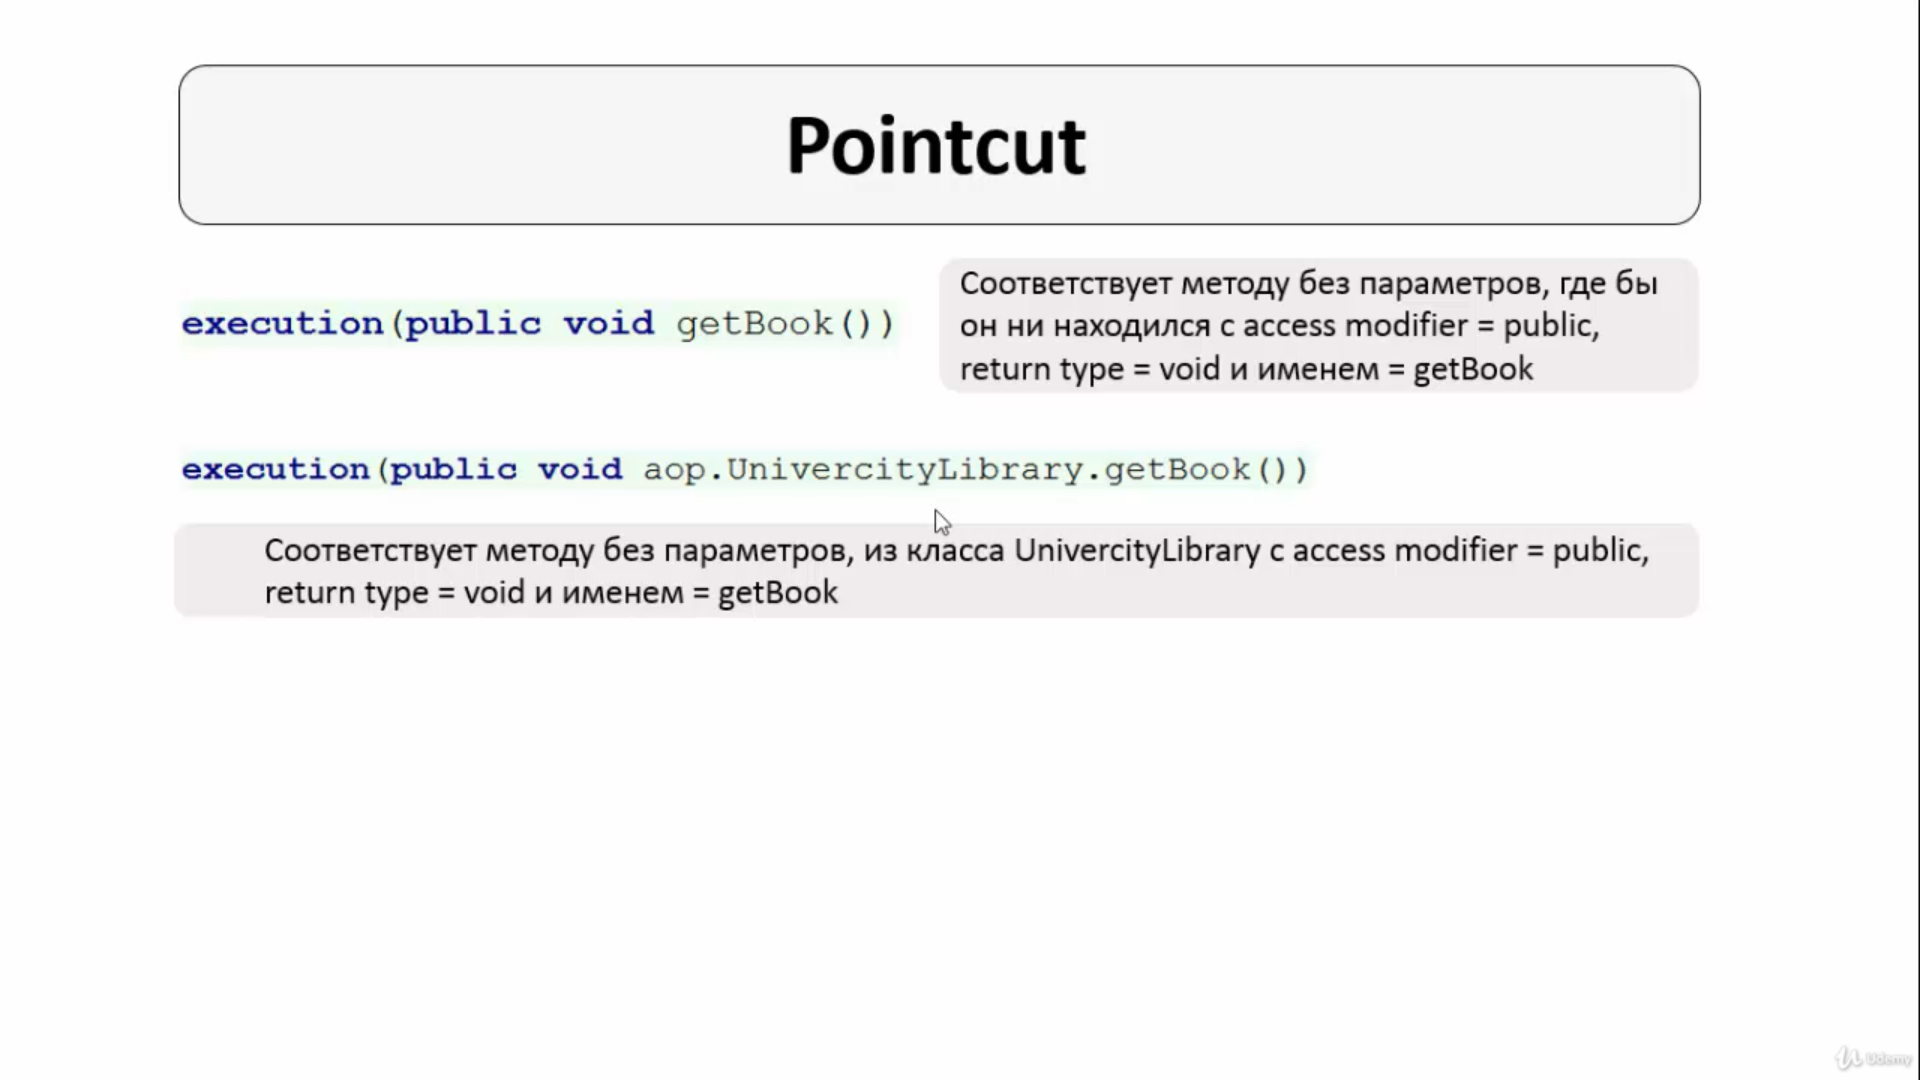 Pointcut
execution(public void getBook())
Соответствует методу без параметров, где бы
он ни находился с access modifier = public,
return type = void и именем = getBook
execution(public void aop.UnivercityLibrary.getBook())
Соответствует методу без параметров, из класса UnivercityLibrary с access modifier = public,
return type = void и именем = getBook
Udemy